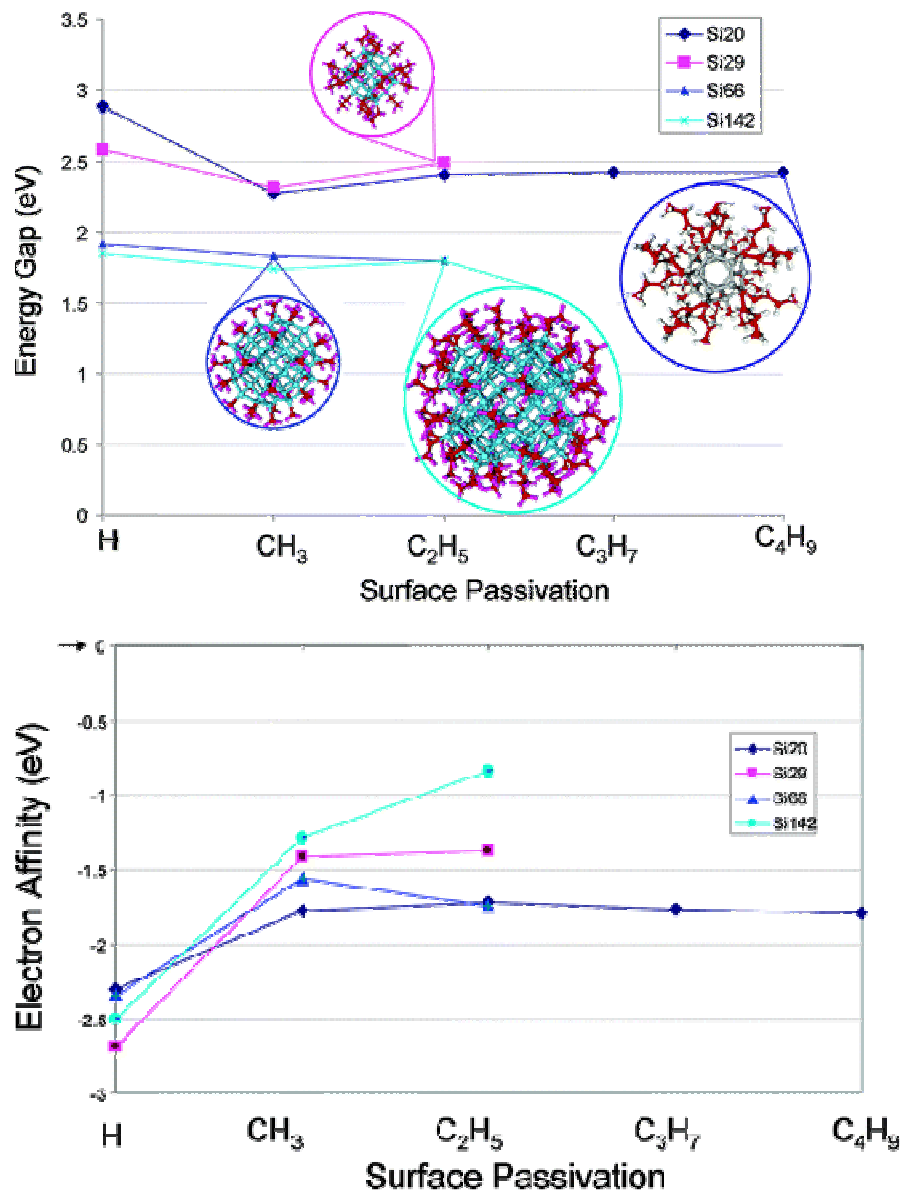 3.5
3
2.5
2
1.5
1
0.5
0
Energy Gap (eV)
Si20
Si29
Si66
Si142
H
CH3
C2H5
C3H7
C4H9
Surface Passivation
0
-0.5
-1
-1.5
-2
-2.5
-3
Electron Affinity (eV)
Si20
Si29
Si66
Si142
H
CH3
C2H5
C3H7
C4H9
Surface Passivation